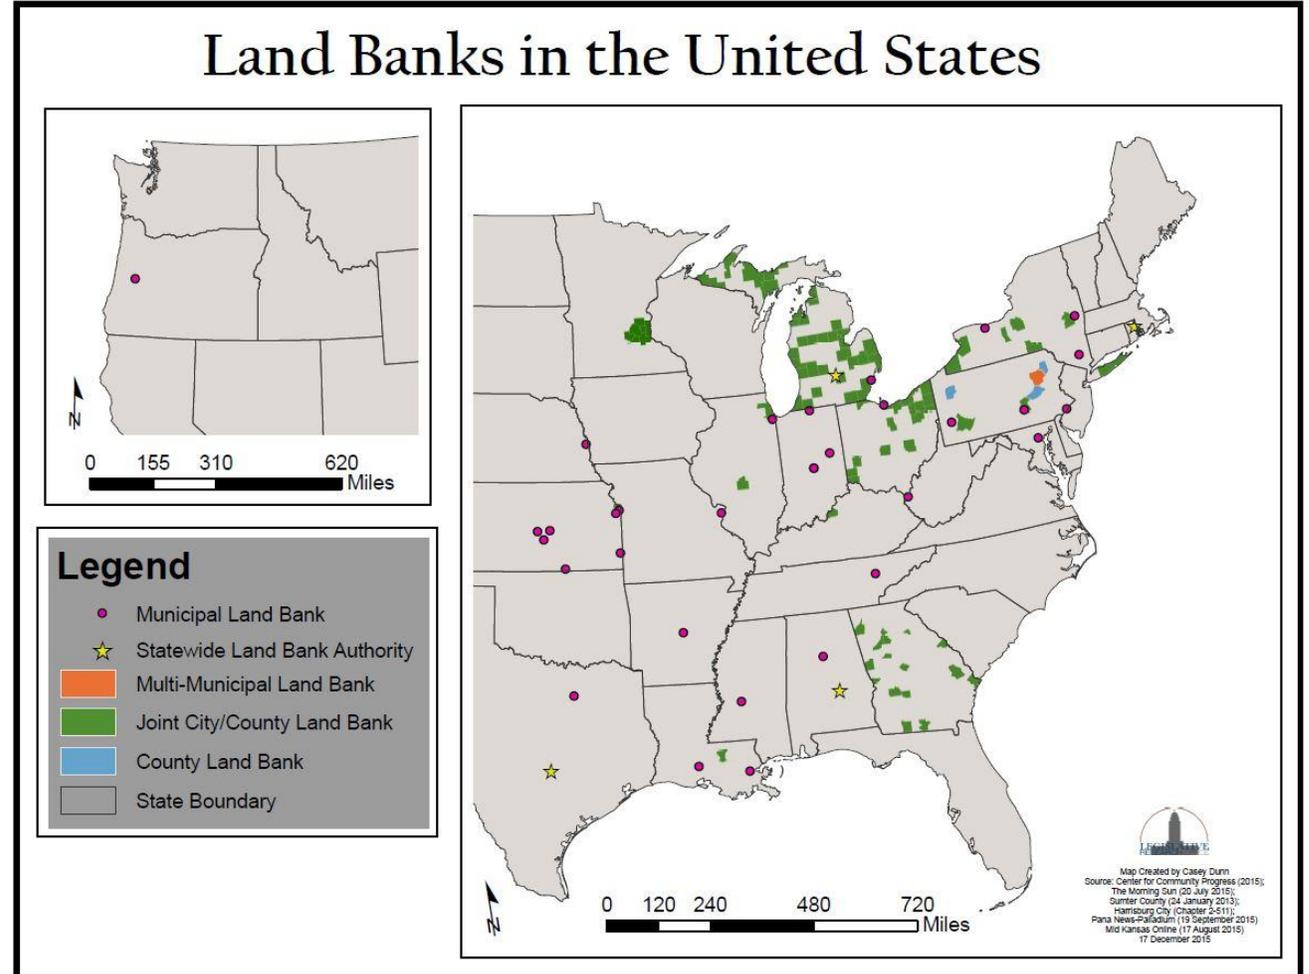 Land Banks in the United States
N
0 155 310 620
Miles
Legend
Municipal Land Bank
Statewide Land Bank Authority
Multi-Municipal Land Bank
Joint City/County Land Bank
County Land Bank
State Boundary
N
0 120 240 480 720
Miles
LEGISLATIVE
Map Created by Casey Dunn
Source: Center for Community Progress (2015);
The Morning Sun (20 July 2015);
Sumter County (24 January 2013);
Harrisburg City (Chapter 2-511);
Pana News-Palladium (19 September 2015)
Mid Kansas Online (17 August 2015)
17 December 2015